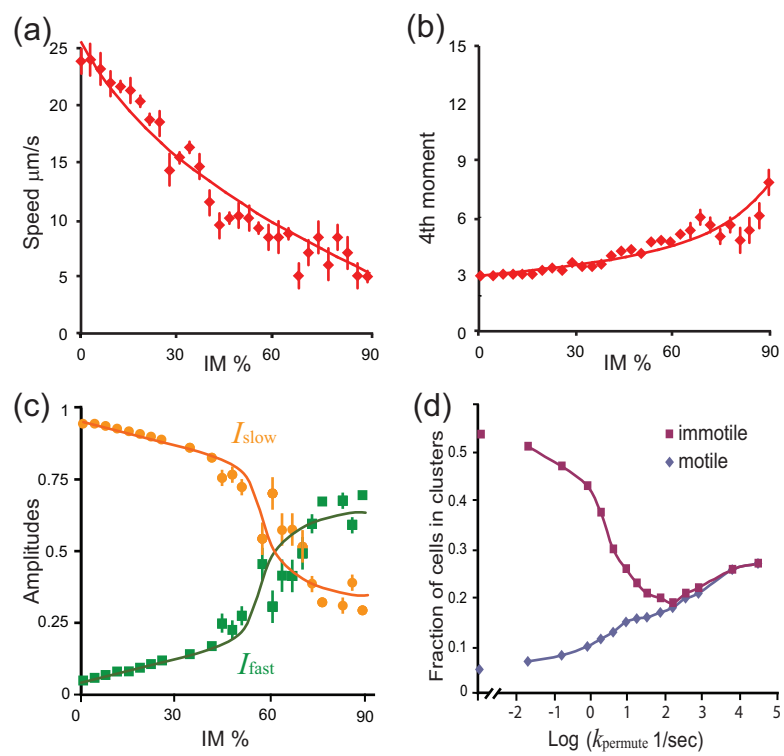 (a)
25
20
15
10
5
0
Speed μm/s
0 30 60 90
IM %
(b)
15
12
9
6
3
0
4th moment
0 30 60 90
IM %
(c)
1
0.75
0.5
0.25
0
Amplitudes
Islow
Ifast
0 30 60 90
IM %
(d)
0.5
0.4
0.3
0.2
0.1
0
Fraction of cells in clusters
immotile
motile
-2 -1 0 1 2 3 4 5
Log (kpermute 1/sec)